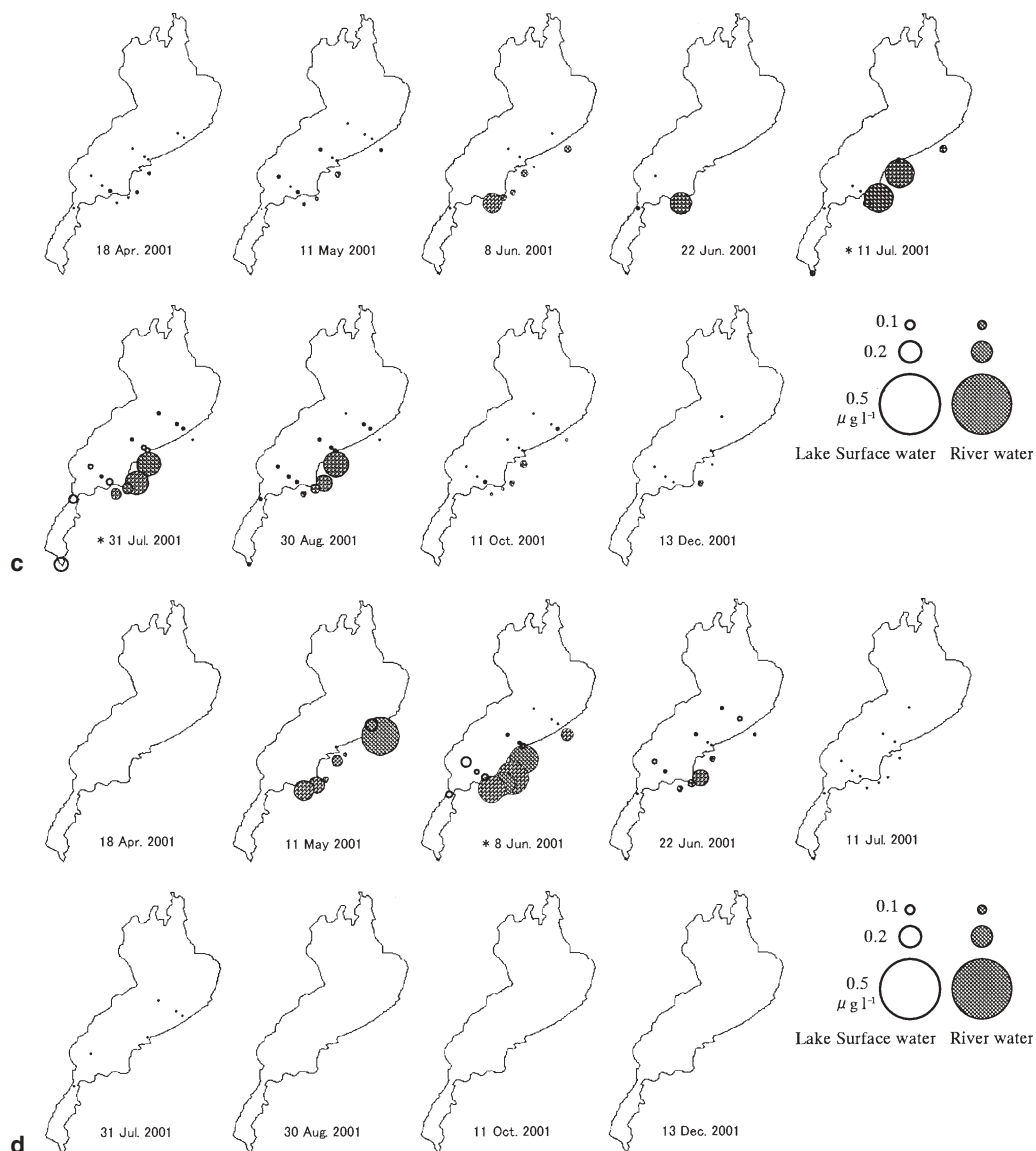 18 Apr. 2001
11 May 2001
8 Jun. 2001
22 Jun. 2001
* 11 Jul. 2001
0.1
0.2
0.5
μg l⁻¹
Lake Surface water River water
* 31 Jul. 2001
30 Aug. 2001
11 Oct. 2001
13 Dec. 2001
c
18 Apr. 2001
11 May 2001
* 8 Jun. 2001
22 Jun. 2001
11 Jul. 2001
0.1
0.2
0.5
μg l⁻¹
Lake Surface water River water
31 Jul. 2001
30 Aug. 2001
11 Oct. 2001
13 Dec. 2001
d